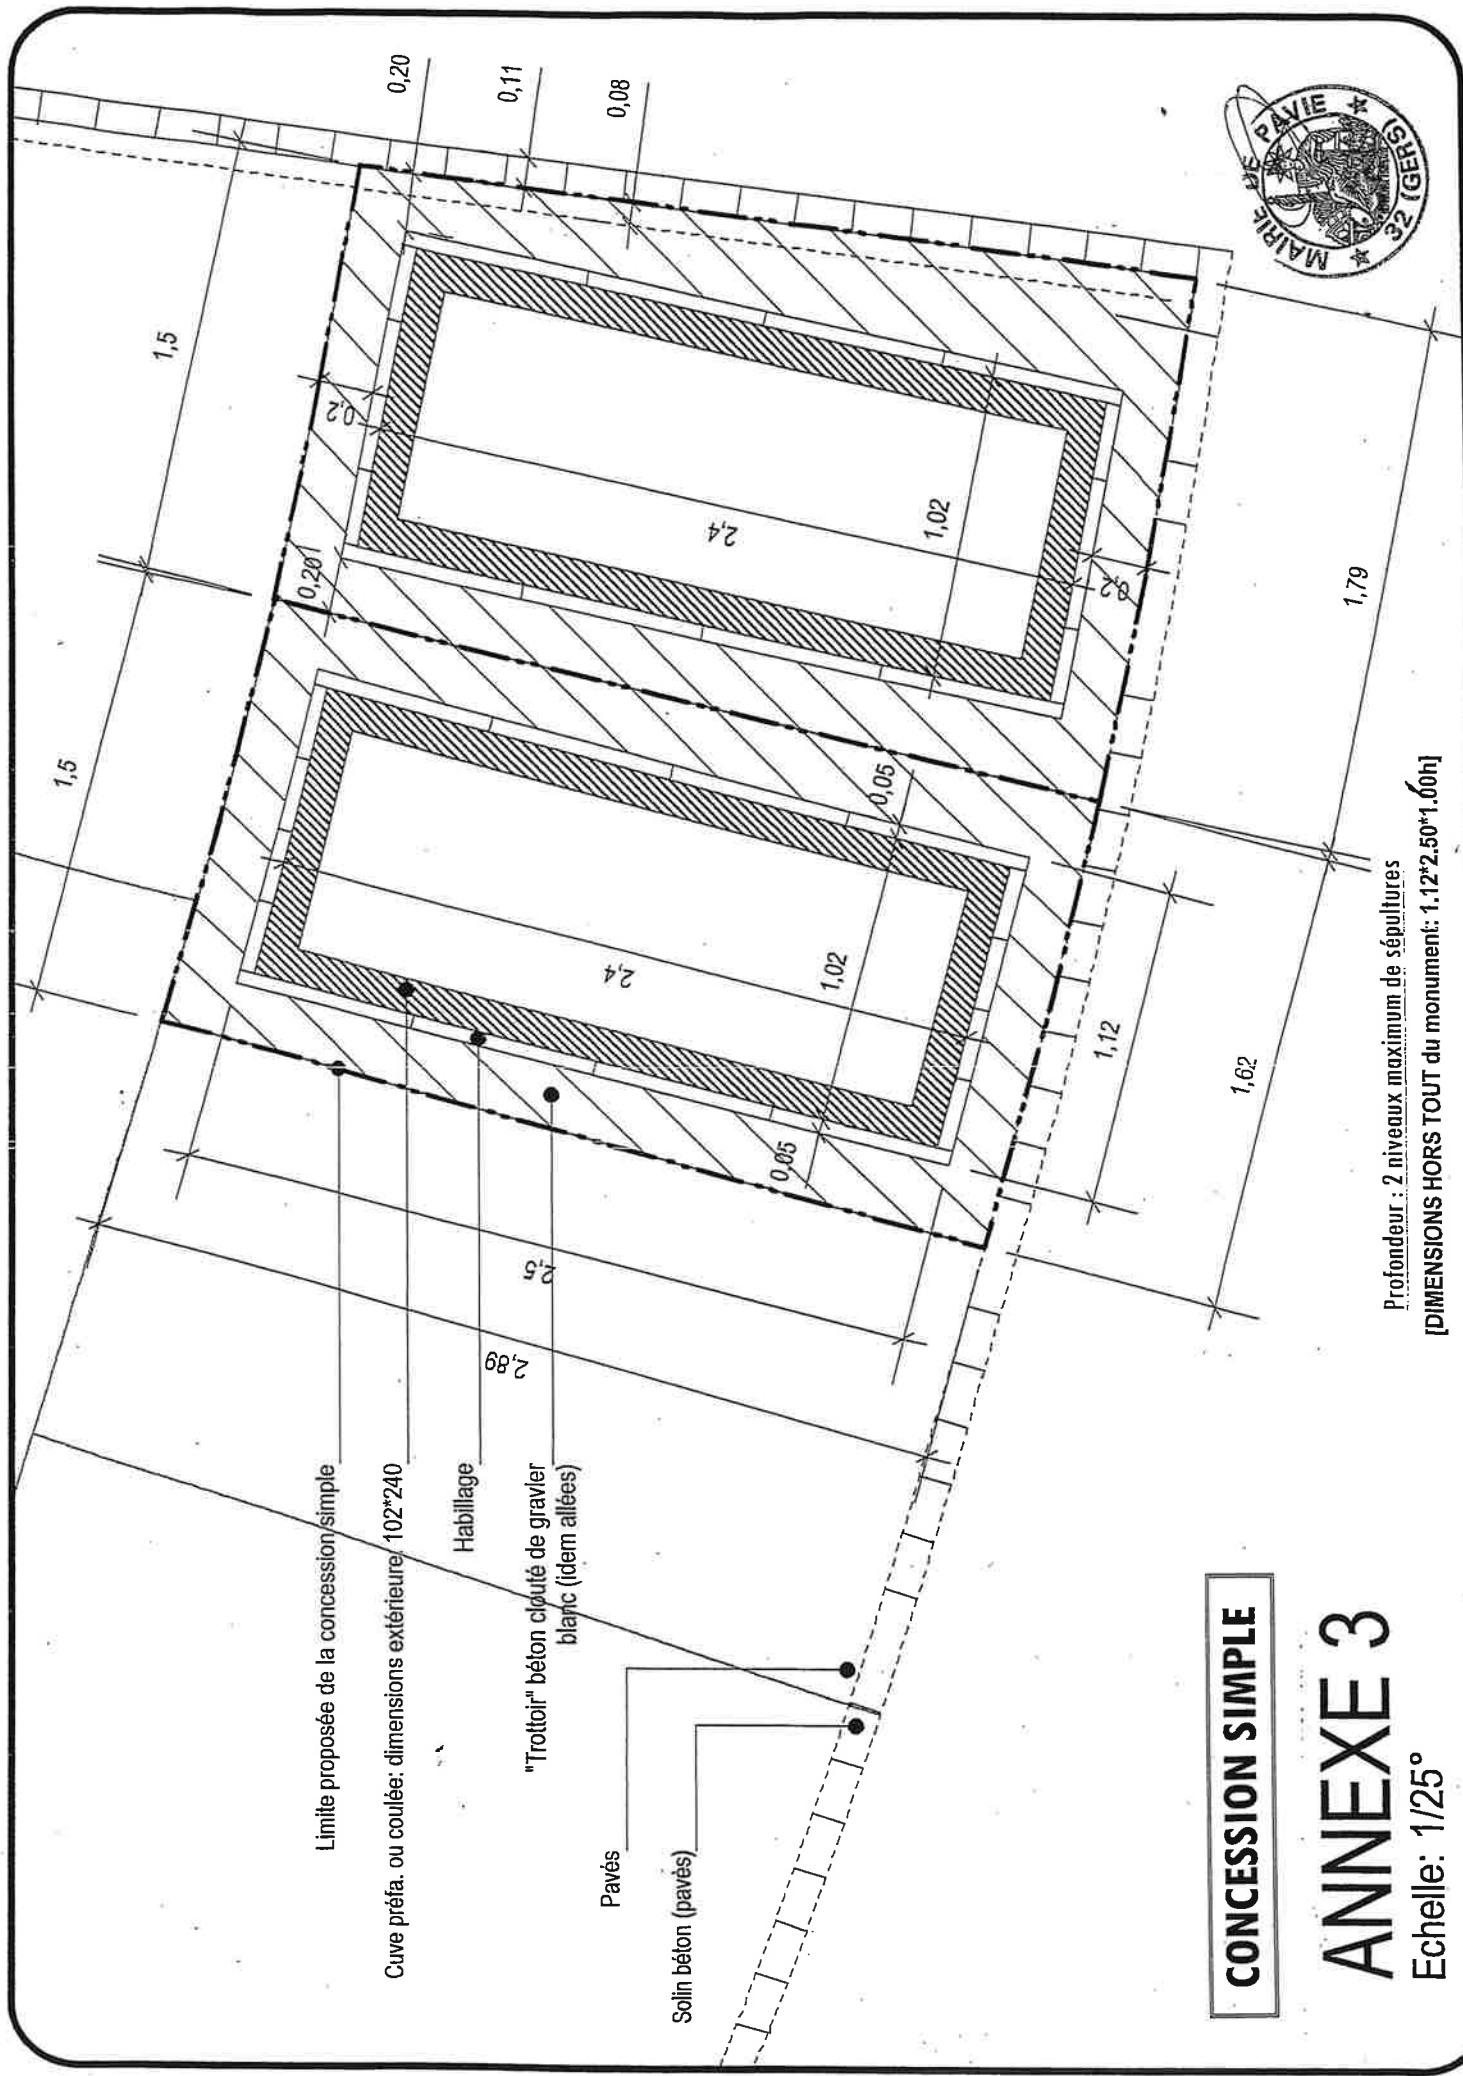 0,20
0,11
0,08
1,5
1,5
0,2
0,20
2,4
1,02
0,2
1,79
0,05
2,4
1,02
0,05
1,12
1,62
2,5
2,89
Limite proposée de la concession simple
Cuve préfa. ou coulée: dimensions extérieure: 102*240
Habillage
"Trottoir" béton clouté de gravier
blanc (idem allées)
Pavés
Solin béton (pavés)
MAIRIE DE PAVIE
32 (GERS)
Profondeur : 2 niveaux maximum de sépultures
[DIMENSIONS HORS TOUT du monument: 1.12*2.50*1.00h]
CONCESSION SIMPLE
ANNEXE 3
Echelle: 1/25°